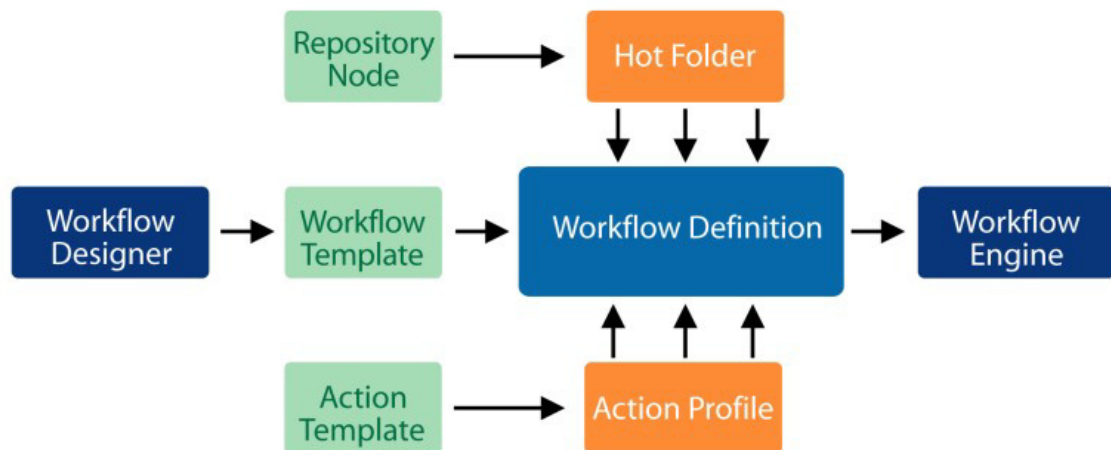 Repository
Node
Hot Folder
Workflow
Designer
Workflow
Template
Workflow Definition
Workflow
Engine
Action
Template
Action Profile